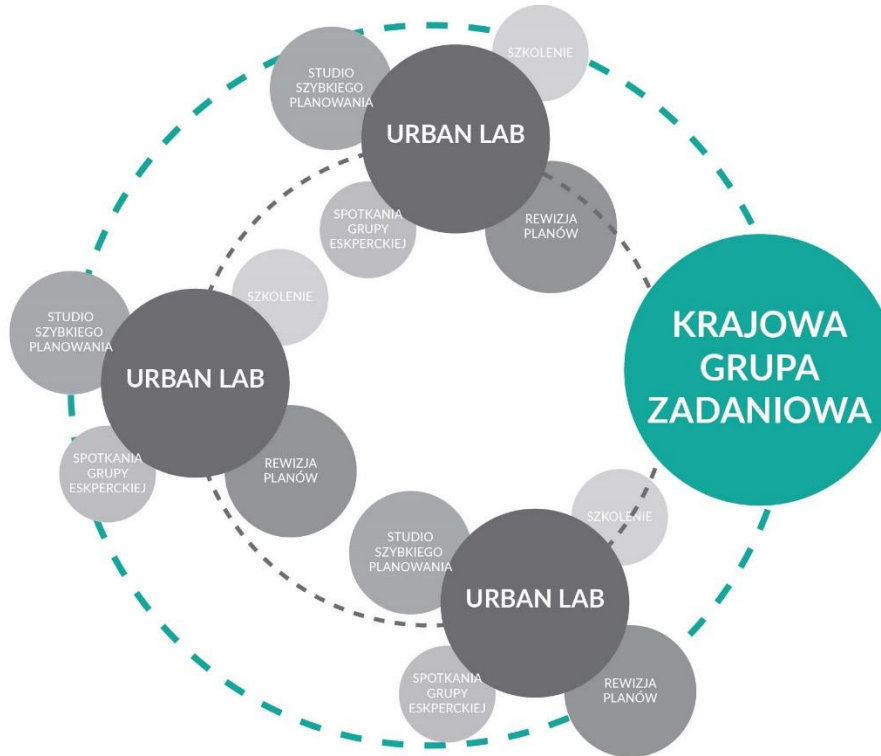 SZKOLENIE
STUDIO
SZYBKIEGO
PLANOWANIA
URBAN LAB
SPOTKANIA
GRUPY
ESKPERCKIEJ
REWIZJA
PLANÓW
KRAJOWA
GRUPA
ZADANIOWA
SZKOLENIE
STUDIO
SZYBKIEGO
PLANOWANIA
URBAN LAB
SPOTKANIA
GRUPY
ESKPERCKIEJ
REWIZJA
PLANÓW
STUDIO
SZYBKIEGO
PLANOWANIA
SZKOLENIE
URBAN LAB
SPOTKANIA
GRUPY
ESKPERCKIEJ
REWIZJA
PLANÓW